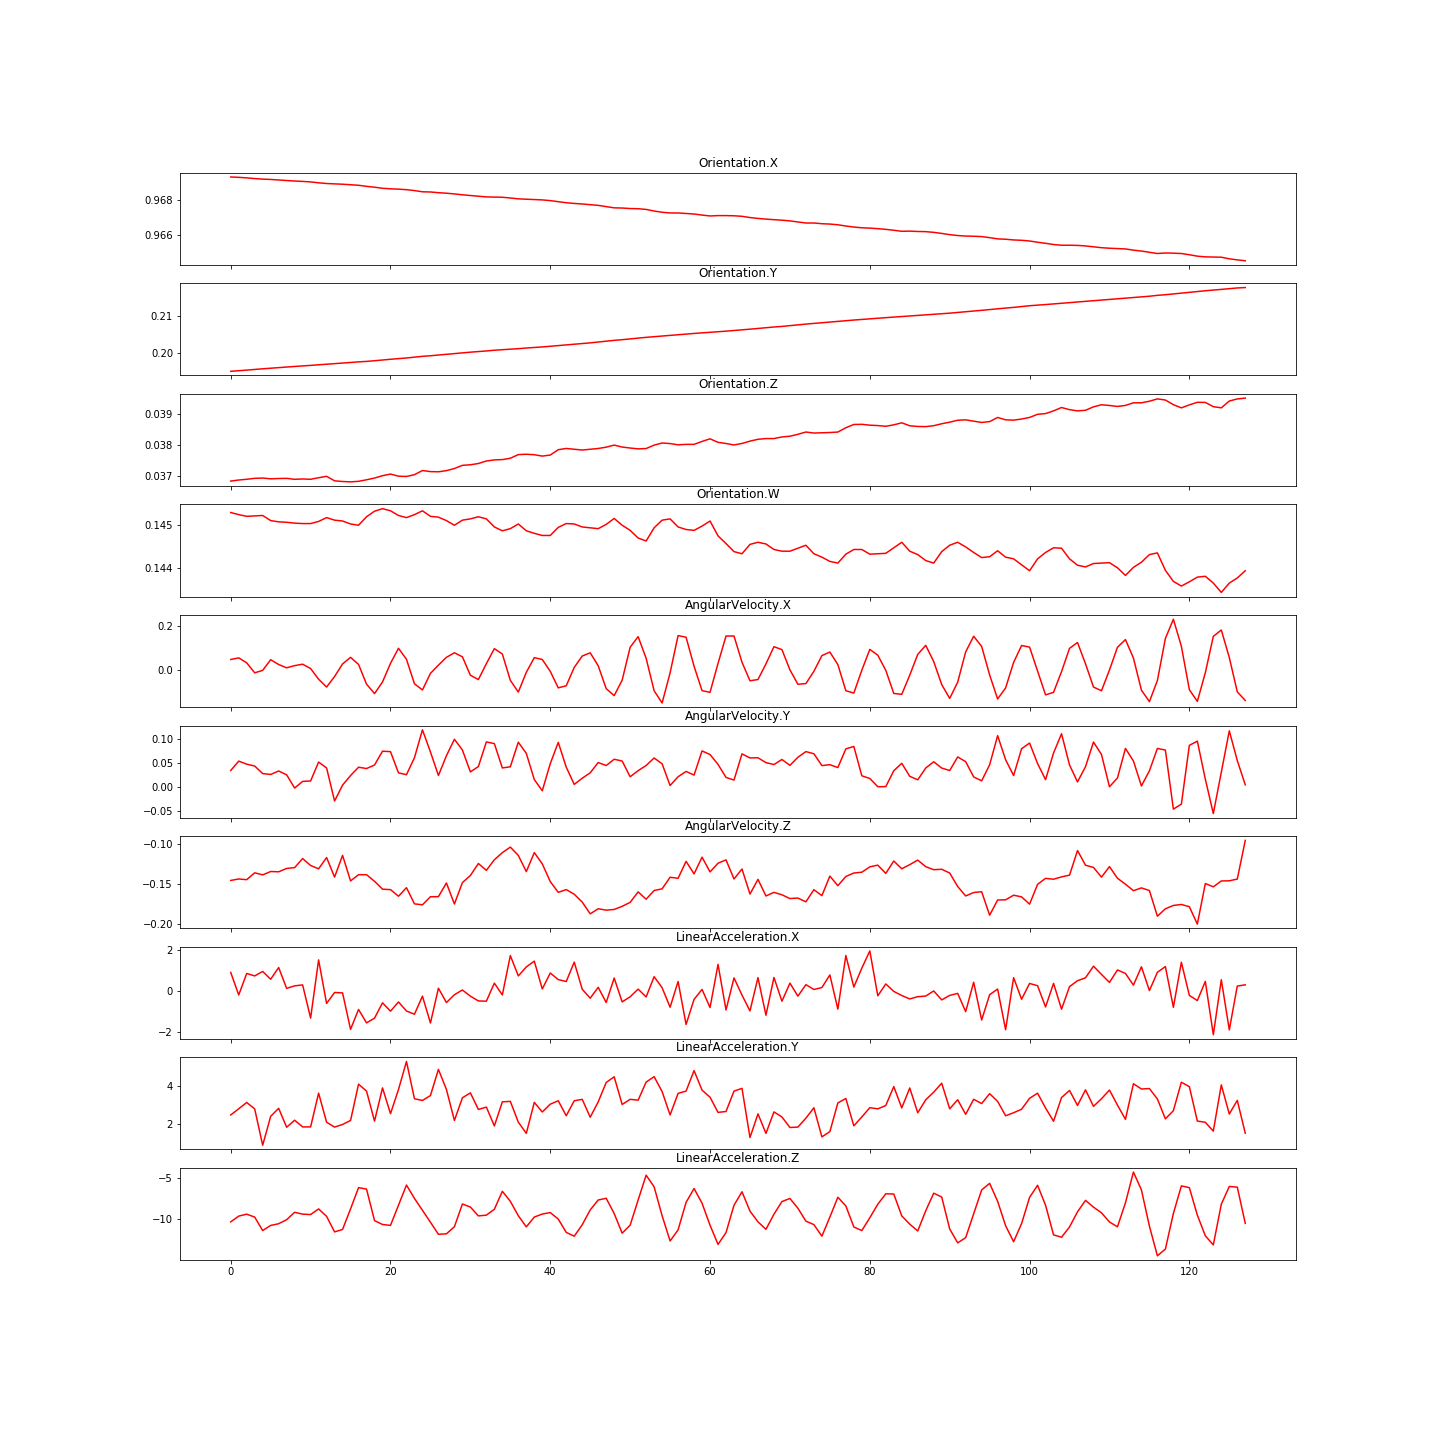 Orientation.X
0.968
0.966
Orientation.Y
0.21
0.20
Orientation.Z
0.039
0.038
0.037
Orientation.W
0.145
0.144
AngularVelocity.X
0.2
0.0
AngularVelocity.Y
0.10
0.05
0.00
−0.05
AngularVelocity.Z
−0.10
−0.15
−0.20
LinearAcceleration.X
2
0
−2
LinearAcceleration.Y
4
2
LinearAcceleration.Z
−5
−10
0 20 40 60 80 100 120